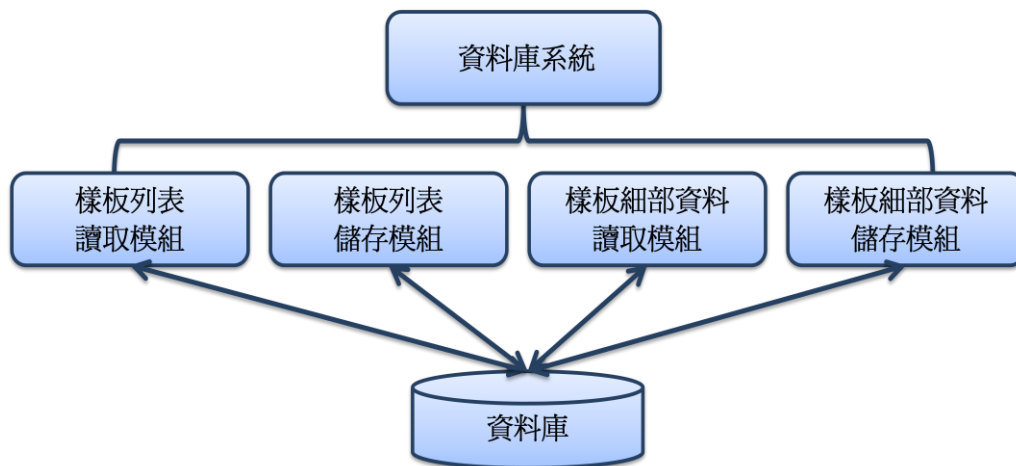 資料庫系統
樣板列表
讀取模組
樣板列表
儲存模組
樣板細部資料
讀取模組
樣板細部資料
儲存模組
資料庫